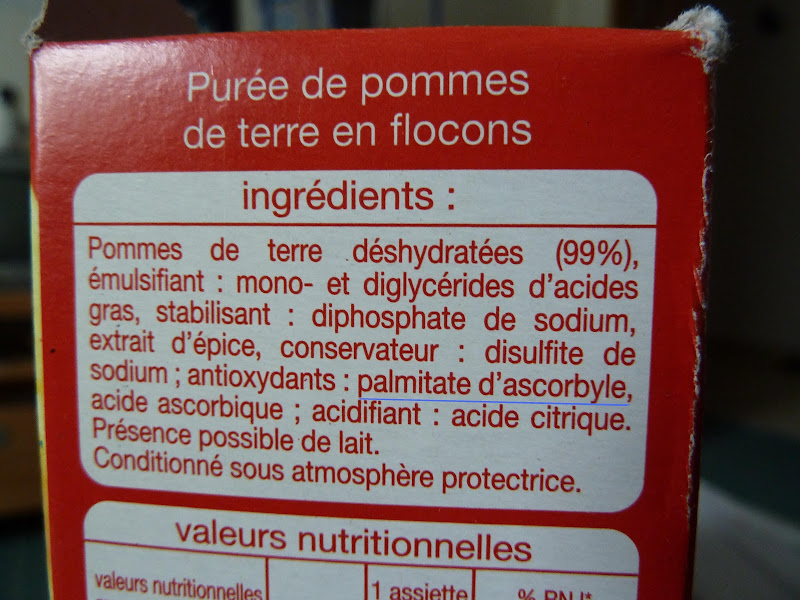 Purée de pommes
de terre en flocons
ingrédients :
Pommes de terre déshydratées (99%),
émulsifiant : mono- et diglycérides d'acides
gras, stabilisant : diphosphate de sodium,
extrait d'épice, conservateur : disulfite de
sodium ; antioxydants : palmitate d'ascorbyle,
acide ascorbique ; acidifiant : acide citrique.
Présence possible de lait.
Conditionné sous atmosphère protectrice.
valeurs nutritionnelles
valeurs nutritionnelles 1 assiette %